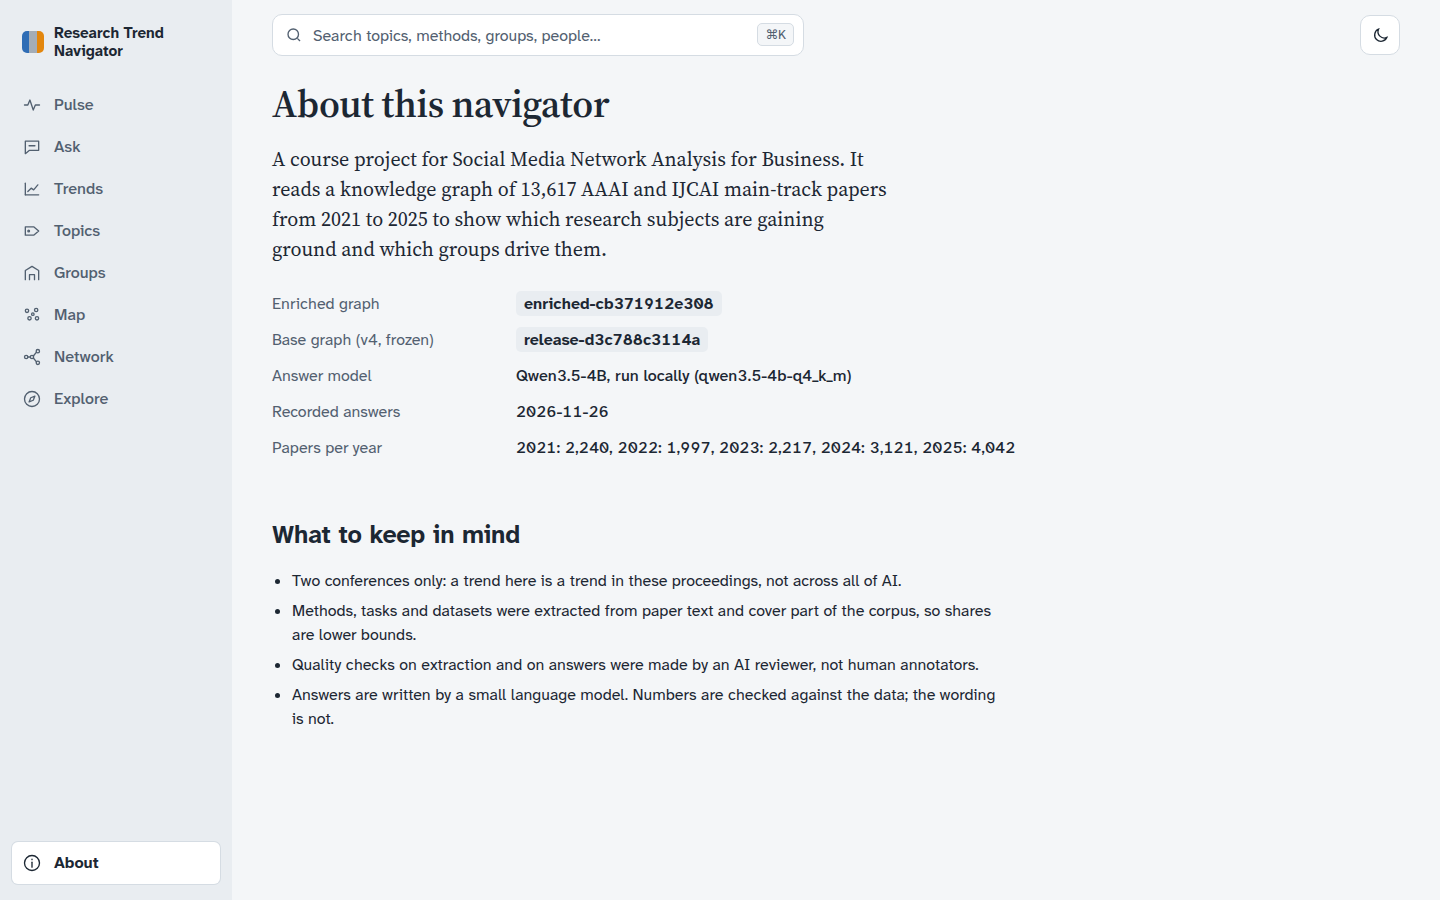 Research Trend
Navigator
Search topics, methods, groups, people...
⌘K
Pulse
Ask
Trends
Topics
Groups
Map
Network
Explore
About
About this navigator
A course project for Social Media Network Analysis for Business. It
reads a knowledge graph of 13,617 AAAI and IJCAI main-track papers
from 2021 to 2025 to show which research subjects are gaining
ground and which groups drive them.
Enriched graph enriched-cb371912e308
Base graph (v4, frozen) release-d3c788c3114a
Answer model Qwen3.5-4B, run locally (qwen3.5-4b-q4_k_m)
Recorded answers 2026-11-26
Papers per year 2021: 2,240, 2022: 1,997, 2023: 2,217, 2024: 3,121, 2025: 4,042
What to keep in mind
• Two conferences only: a trend here is a trend in these proceedings, not across all of AI.
• Methods, tasks and datasets were extracted from paper text and cover part of the corpus, so shares
are lower bounds.
• Quality checks on extraction and on answers were made by an AI reviewer, not human annotators.
• Answers are written by a small language model. Numbers are checked against the data; the wording
is not.